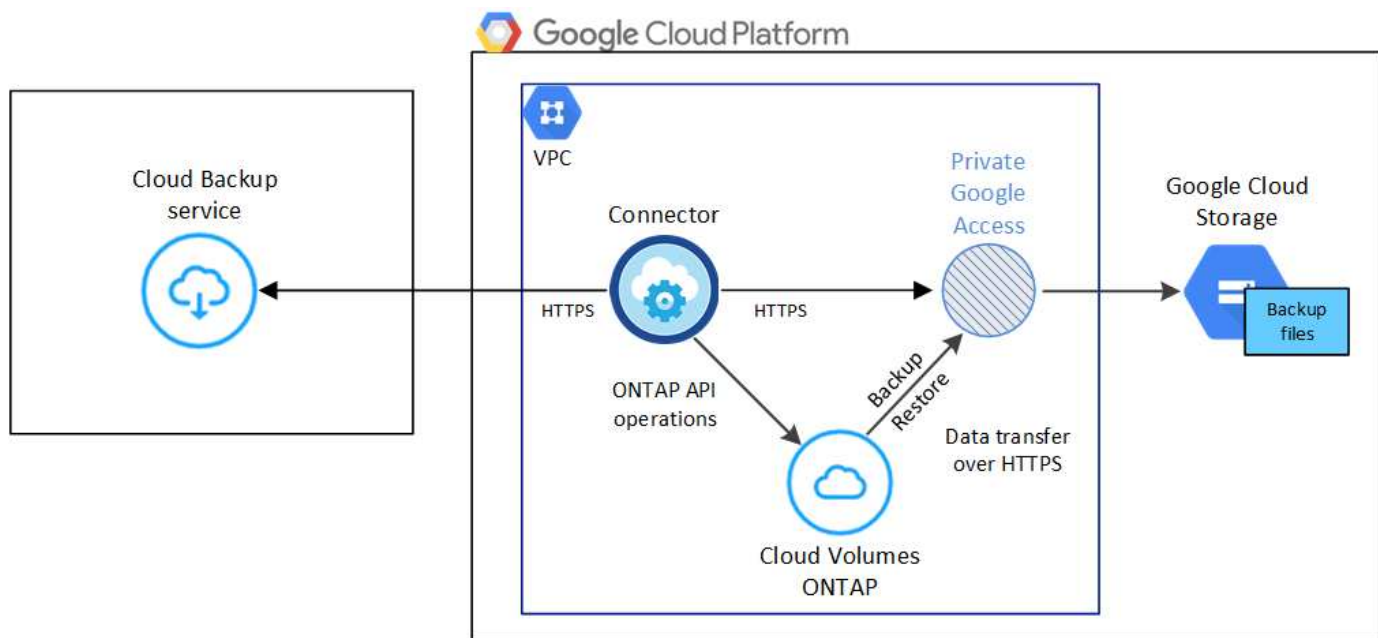 Google Cloud Platform
VPC
Cloud Backup
service
Connector
Private
Google
Access
Google Cloud
Storage
HTTPS
HTTPS
Backup
files
ONTAP API
operations
Backup
Restore
Data transfer
over HTTPS
Cloud Volumes
ONTAP